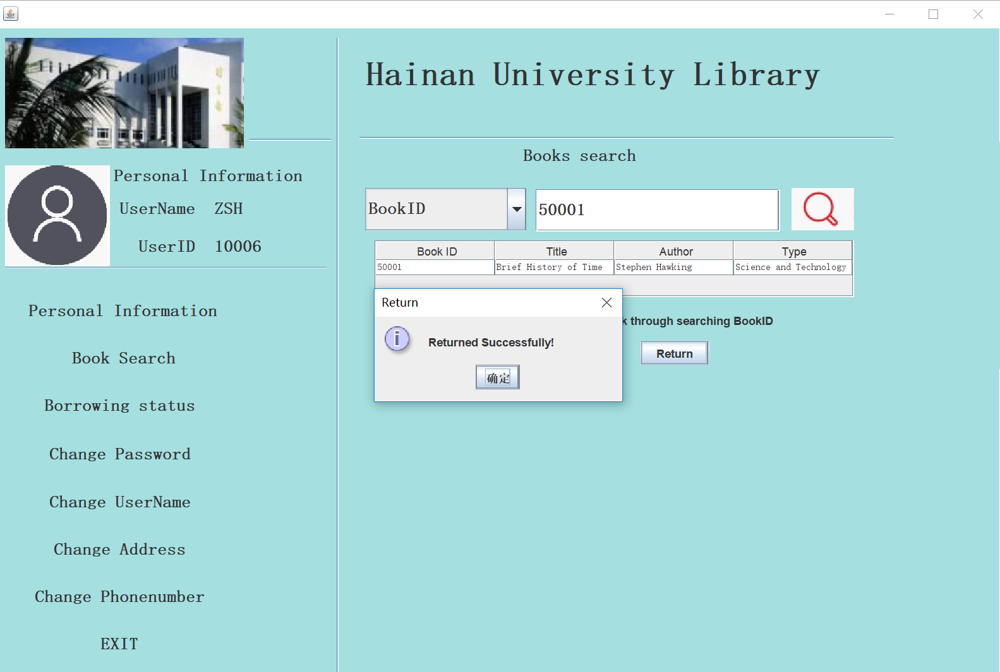 Hainan University Library
Personal Information
UserName ZSH
UserID 10006
Personal Information
Book Search
Borrowing status
Change Password
Change UserName
Change Address
Change Phonenumber
EXIT
Books search
BookID
50001
Book ID Title Author Type
50001 Brief History of Time Stephen Hawking Science and Technology
through searching BookID
Return
Return
Returned Successfully!
确定